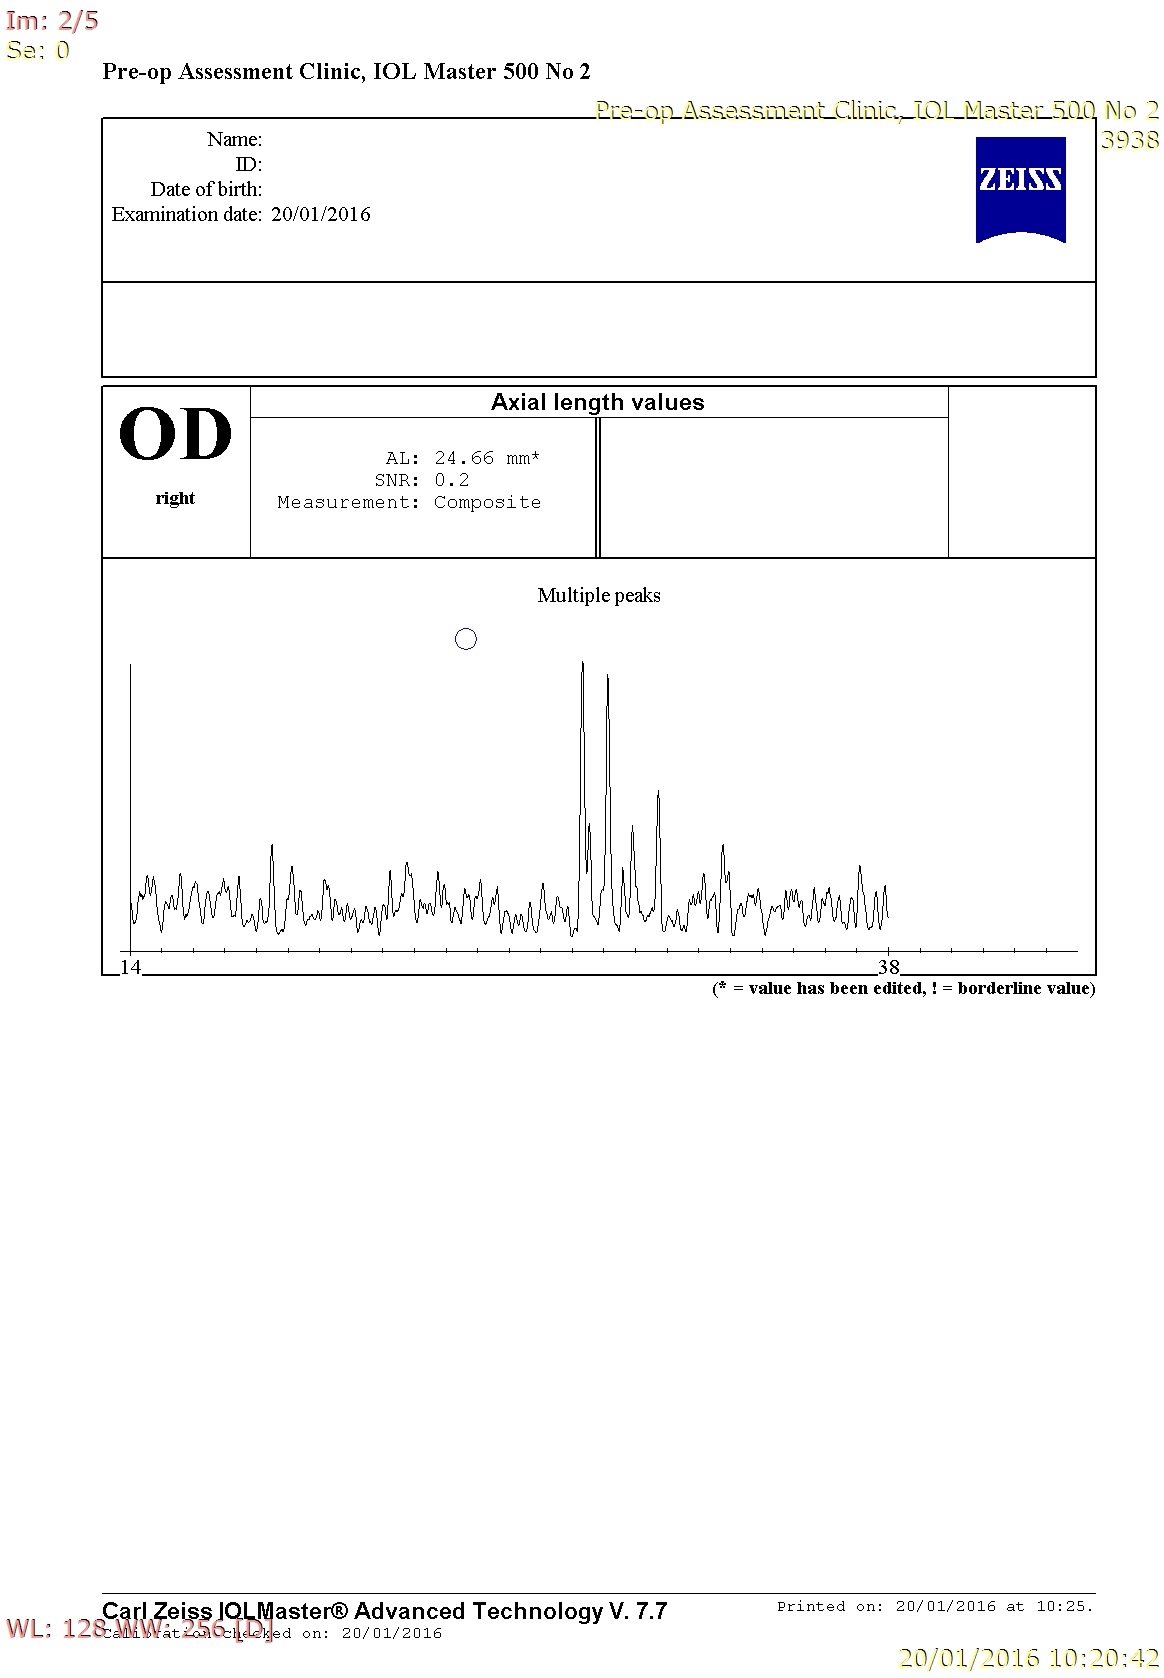 Im: 2/5
Se: 0
Pre-op Assessment Clinic, IOL Master 500 No 2
Pre-op Assessment Clinic, IOL Master 500 No 2
3938
Name:
ID:
Date of birth:
Examination date: 20/01/2016
ZEISS
OD
right
Axial length values
AL: 24.66 mm*
SNR: 0.2
Measurement: Composite
Multiple peaks
14
38
(* = value has been edited, ! = borderline value)
Carl Zeiss IOLMaster® Advanced Technology V. 7.7
Printed on: 20/01/2016 at 10:25.
WL: 128 WW: 256 [D]
Calibration checked on: 20/01/2016
20/01/2016 10:20:42